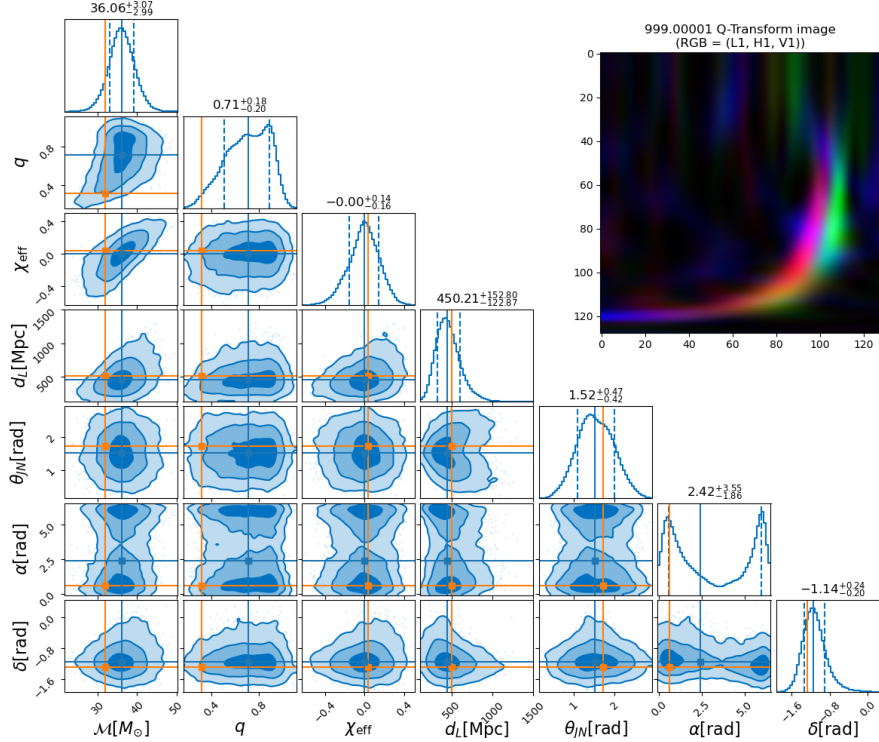 36.06+3.07−2.99
999.00001 Q-Transform image
(RGB = (L1, H1, V1))
0
20
40
60
80
100
120
0 20 40 60 80 100 120
0.71+0.18−0.20
q
0.8
0.4
−0.00+0.14−0.16
χeff
0.4
0.0
−0.4
450.21+152.80−122.87
dL[Mpc]
1500
1000
500
1.52+0.47−0.42
θJN[rad]
2
1
2.42+3.55−1.86
α[rad]
5.0
2.5
0.0
−1.14+0.24−0.20
δ[rad]
0.0
−0.8
−1.6
30 40 50
0.4 0.8
−0.4 0.0 0.4
500 1000 1500
1 2
0.0 2.5 5.0
−1.6 −0.8 0.0
ℳ[M⊙] q χeff dL[Mpc] θJN[rad] α[rad] δ[rad]